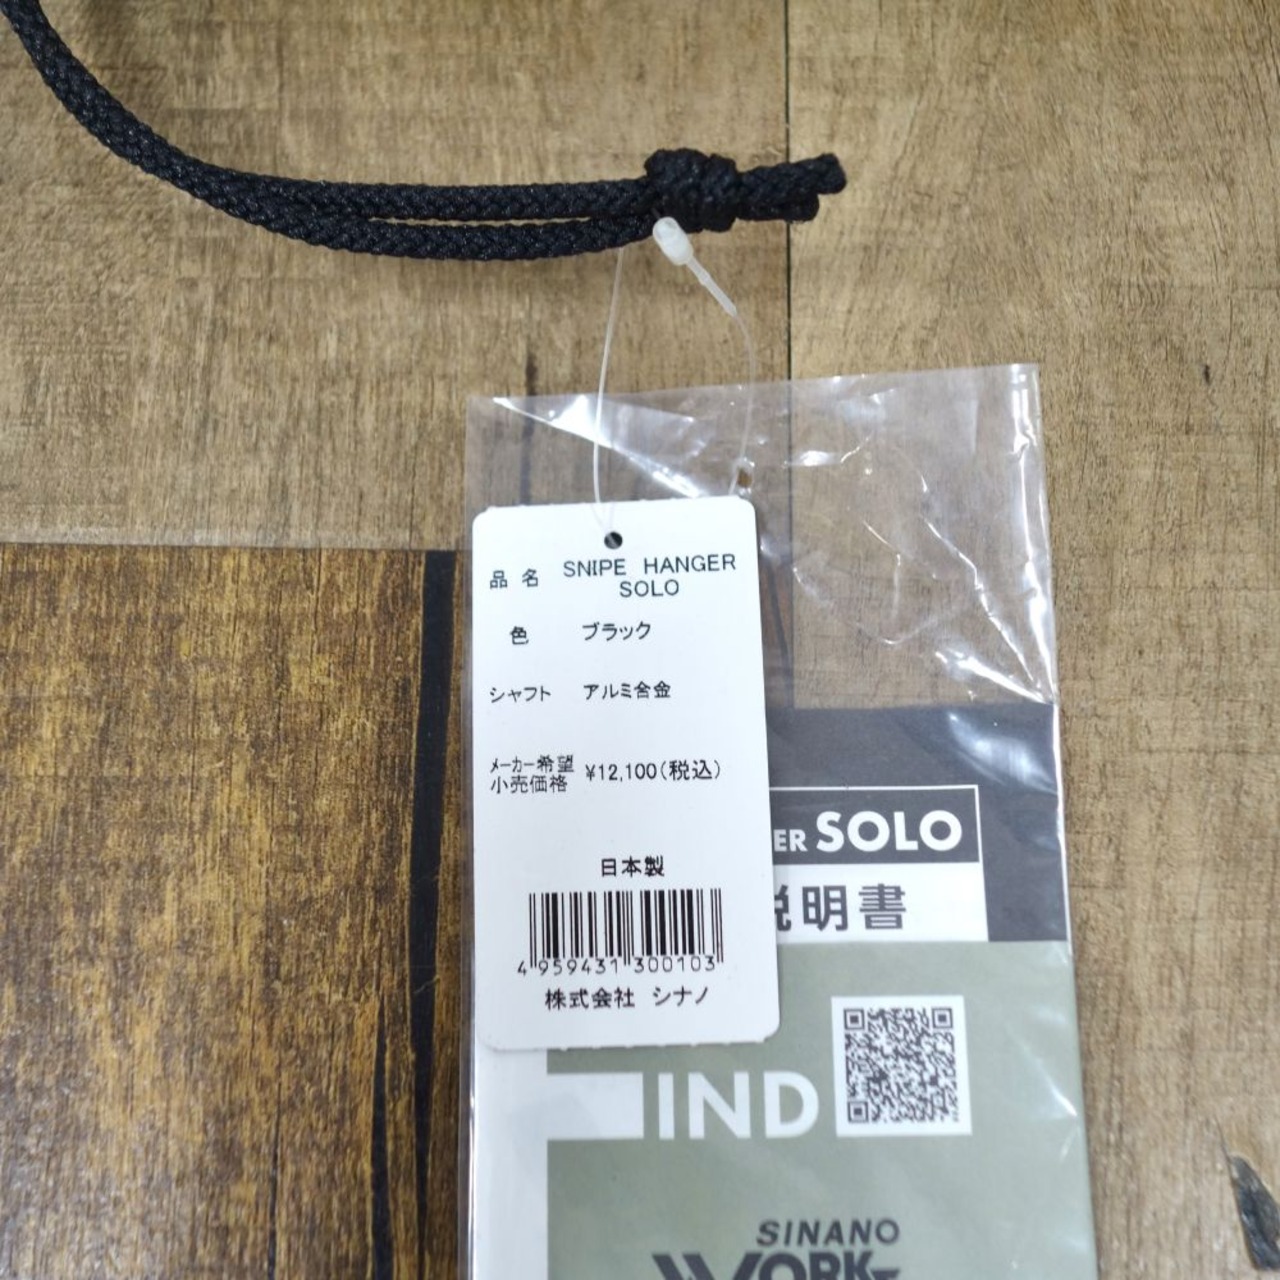 品名 SNIPE HANGER
SOLO
色 ブラック
シャフト アルミ合金
メーカー希望
小売価格 ¥12,100(税込)
日本製
4 959431 300103
株式会社 シナノ
ER SOLO
説明書
IND
SINANO
WORK